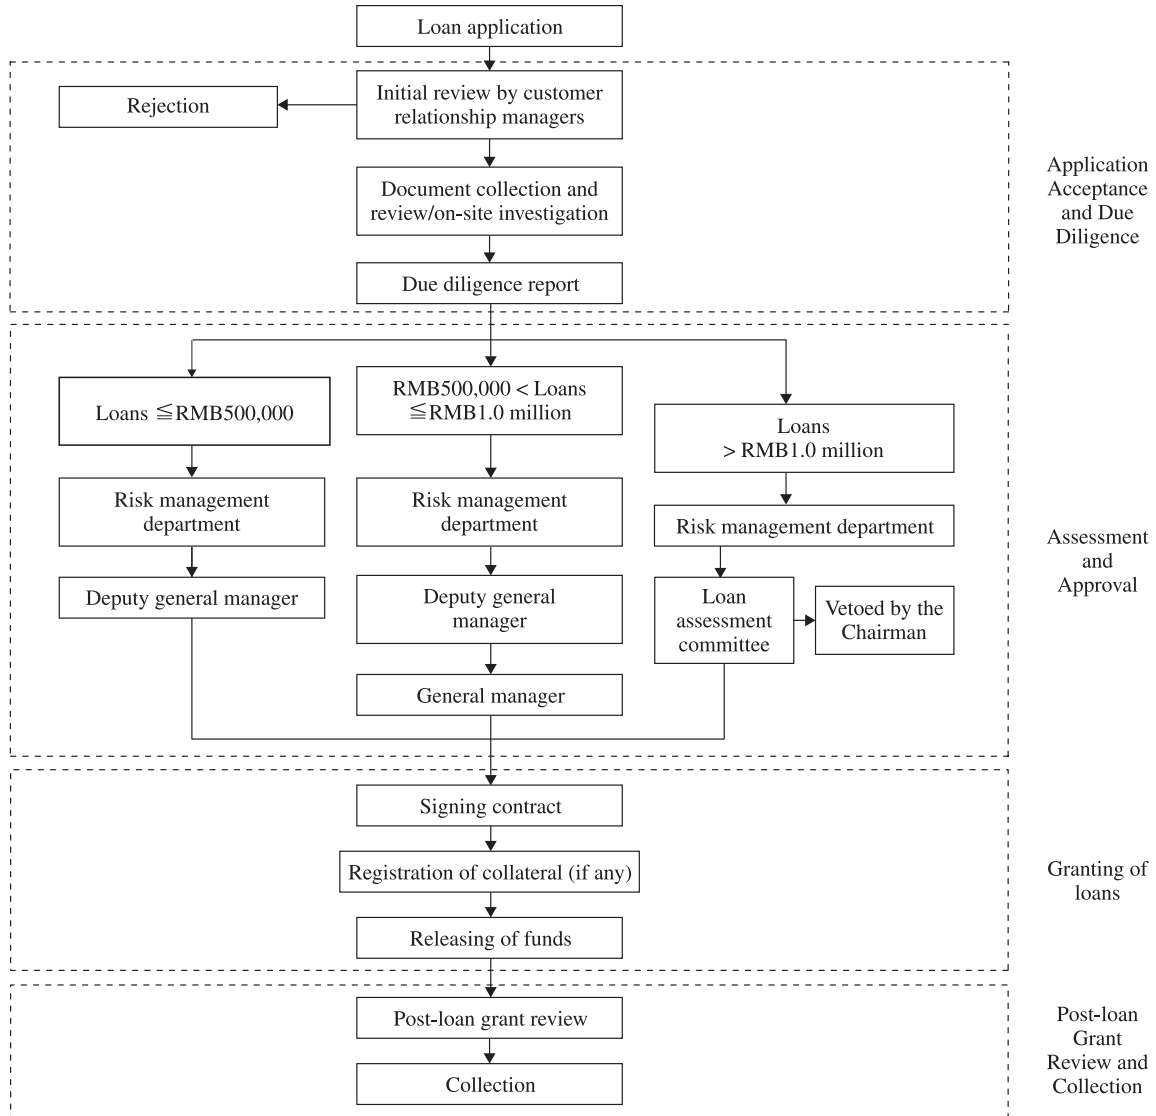 Loan application
Initial review by customer
relationship managers
Rejection
Document collection and
review/on-site investigation
Due diligence report
Application
Acceptance
and Due
Diligence
Loans ≦RMB500,000
RMB500,000 < Loans
≦RMB1.0 million
Loans
> RMB1.0 million
Risk management
department
Risk management
department
Risk management department
Deputy general manager
Deputy general
manager
Loan
assessment
committee
Vetoed by the
Chairman
General manager
Assessment
and
Approval
Signing contract
Registration of collateral (if any)
Releasing of funds
Granting of
loans
Post-loan grant review
Collection
Post-loan
Grant
Review and
Collection